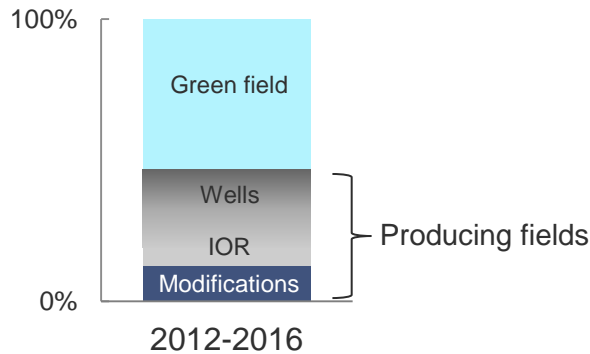 100%
Green field
Wells
IOR
Modifications
Producing fields
0%
2012-2016